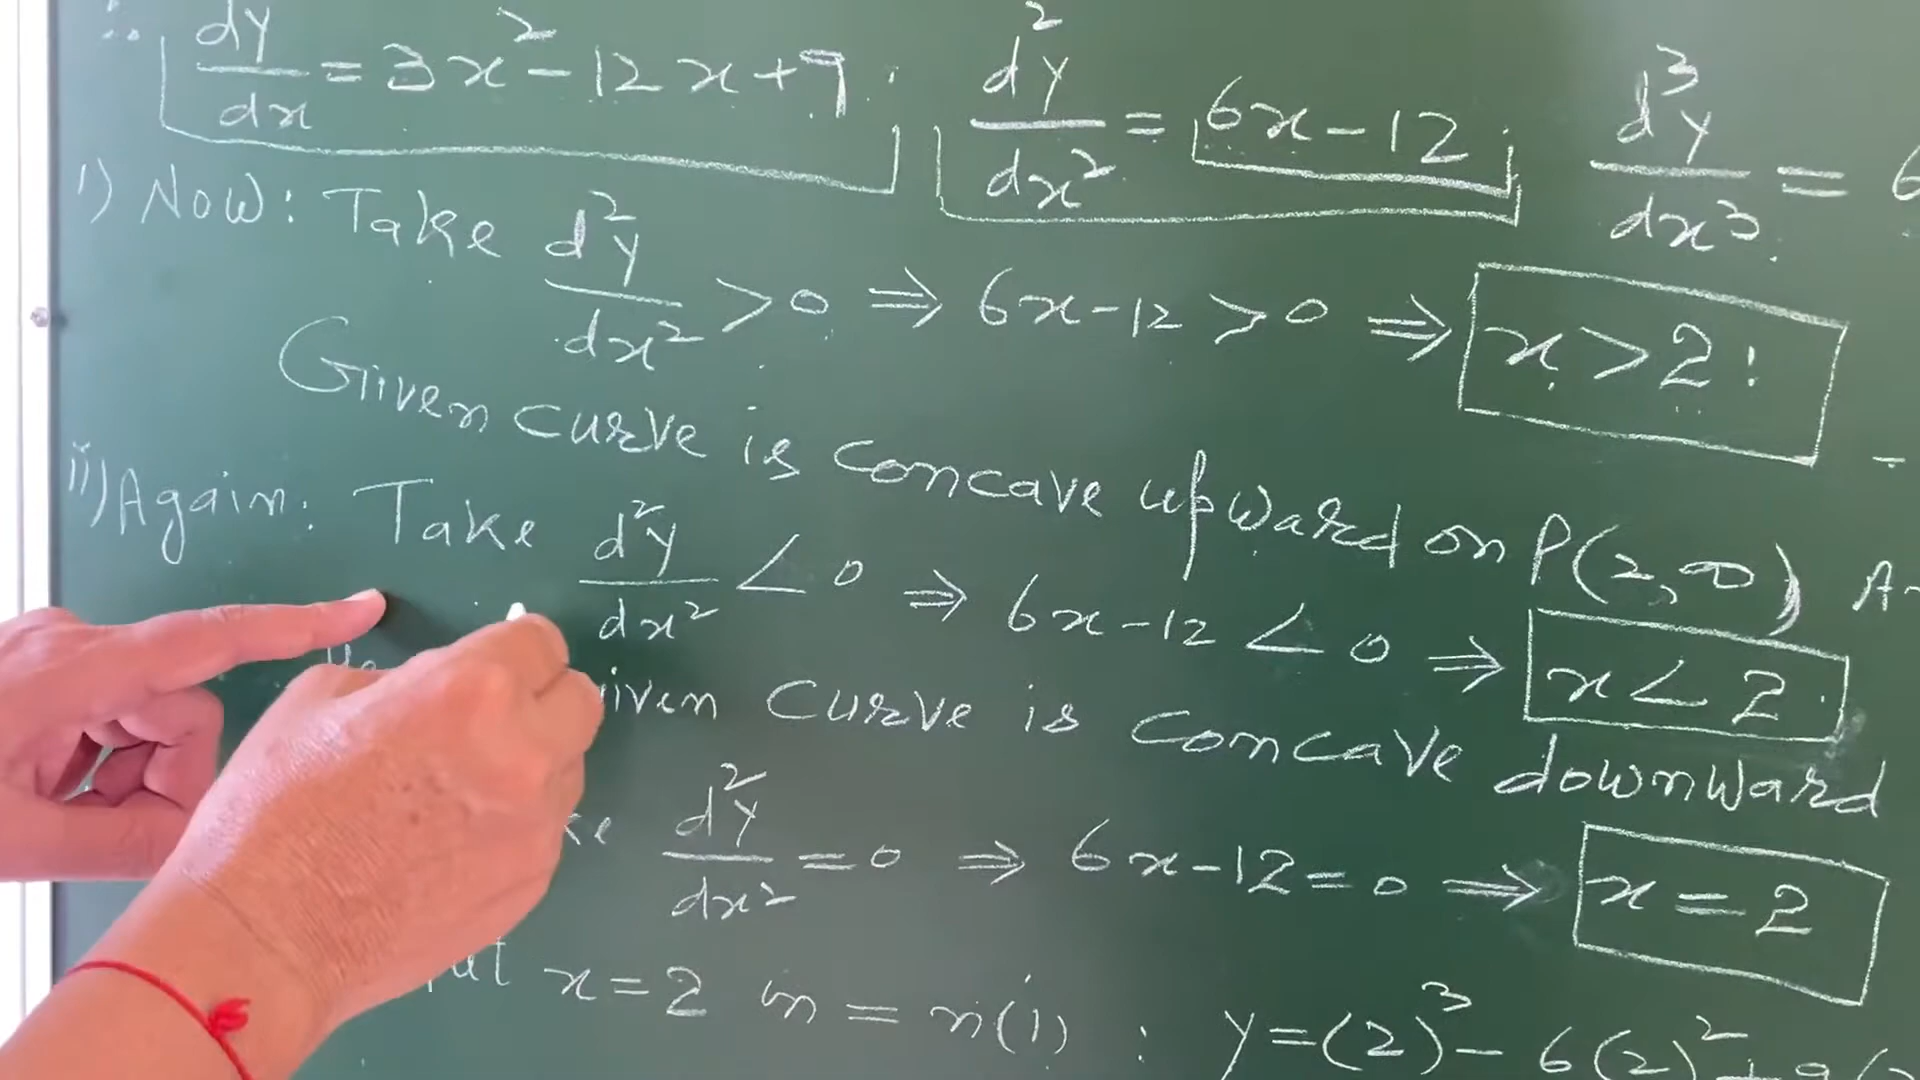 ∴ dy/dx = 3x² - 12x + 9 . d²y/dx² = 6x - 12 ; d³y/dx³ = 6
i) Now: Take d²y/dx² > 0 ⇒ 6x - 12 > 0 ⇒ x > 2 :
Given curve is concave upward on P(2, ∞)
ii) Again: Take d²y/dx² < 0 ⇒ 6x - 12 < 0 ⇒ x < 2 .
curve is concave downward
d²y/dx² = 0 ⇒ 6x - 12 = 0 ⇒ x = 2
x = 2 in = n(1) : y = (2)³ - 6(2)² +